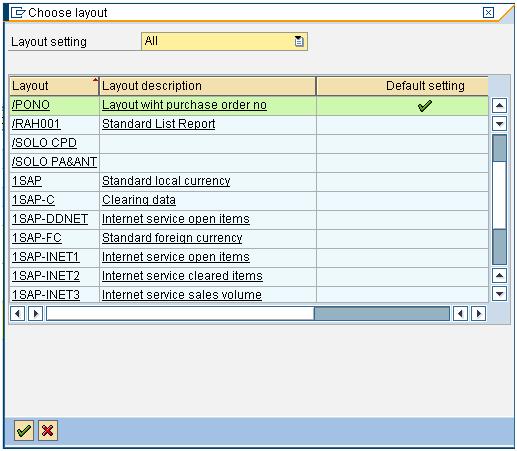 Choose layout
Layout setting All
Layout Layout description Default setting
/PONO Layout wiht purchase order no
/RAH001 Standard List Report
/SOLO CPD
/SOLO PA&ANT
1SAP Standard local currency
1SAP-C Clearing data
1SAP-DDNET Internet service open items
1SAP-FC Standard foreign currency
1SAP-INET1 Internet service open items
1SAP-INET2 Internet service cleared items
1SAP-INET3 Internet service sales volume